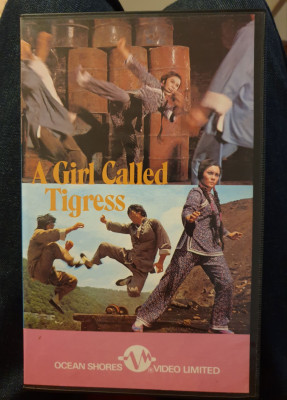 A Girl Called
Tigress
OCEAN SHORES VIDEO LIMITED